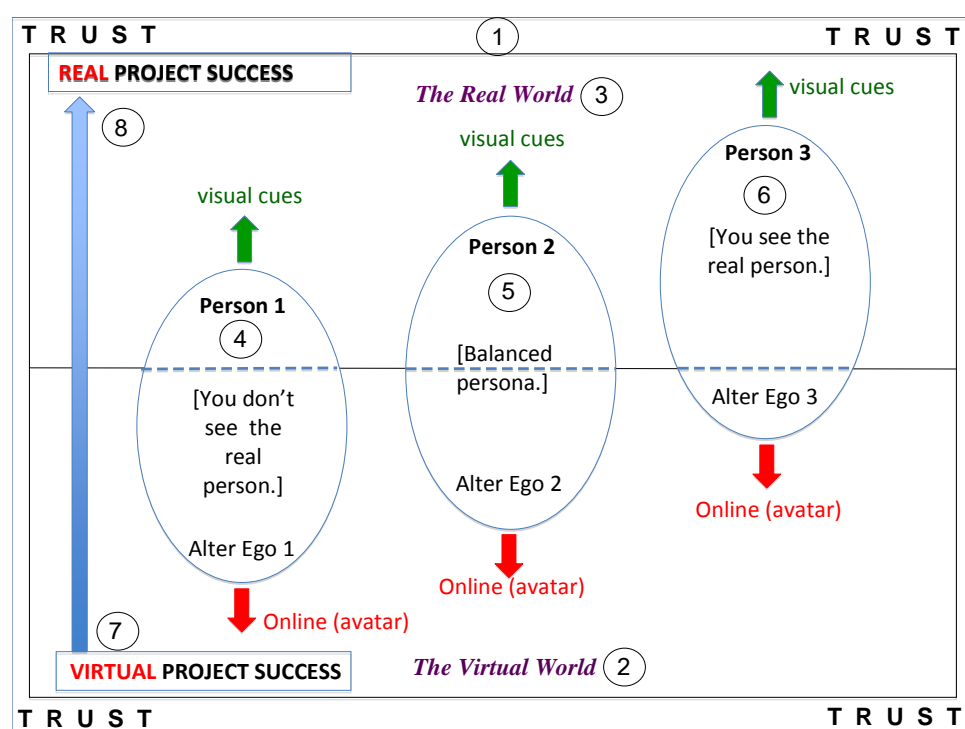 T R U S T
1
T R U S T
REAL PROJECT SUCCESS
The Real World 3
visual cues
8
visual cues
Person 3
6
visual cues
[You see the
real person.]
Person 2
5
Person 1
4
[Balanced
persona.]
[You don't
see the
real
person.]
Alter Ego 3
Alter Ego 2
Online (avatar)
Alter Ego 1
Online (avatar)
Online (avatar)
7
VIRTUAL PROJECT SUCCESS
The Virtual World 2
T R U S T
T R U S T